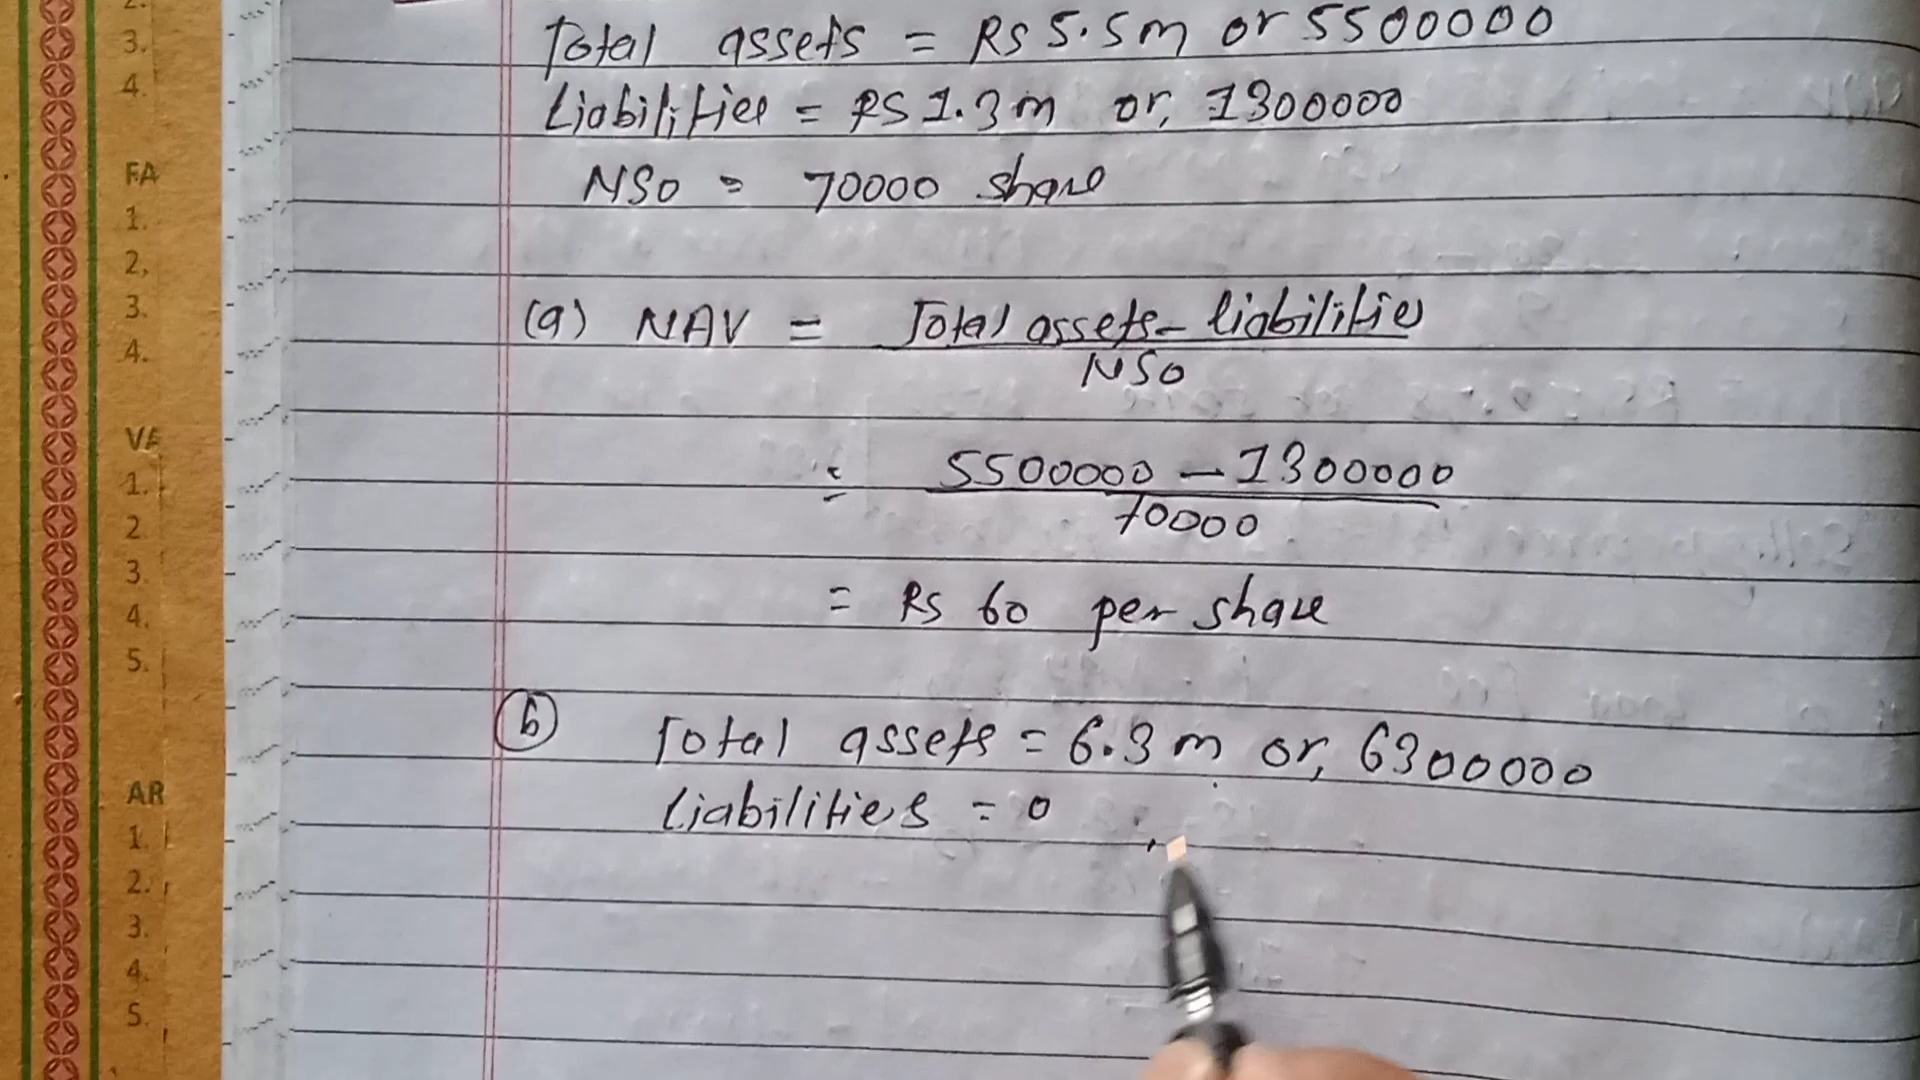 2.
3.
4.
FA
1.
2.
3.
4.
VA
1.
2
3.
4.
5.
AR
1.
2.
3.
4.
5.
Total assets = Rs 5.5m or 5500000
Liabilities = RS 1.3m or, 1300000
NSO = 70000 share
(a) NAV = Total assets - liabilities
NSO
= 5500000 - 1300000
70000
= Rs 60 per share
(b) Total assets = 6.3 m or, 6300000
Liabilities = 0